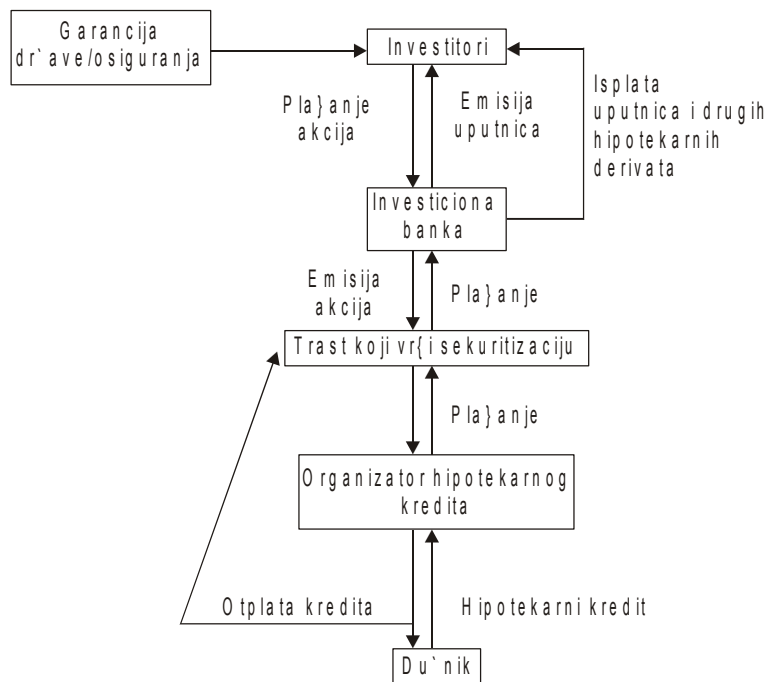 Garancija
dr`ave/osiguranja
Investitori
Pla}anje
akcija
Emisija
uputnica
Isplata
uputnica i drugih
hipotekarnih
derivata
Investiciona
banka
Emisija
akcija
Pla}anje
Trast koji vr{i sekuritizaciju
Pla}anje
Organizator hipotekarnog
kredita
Otplata kredita
Hipotekarni kredit
Du`nik